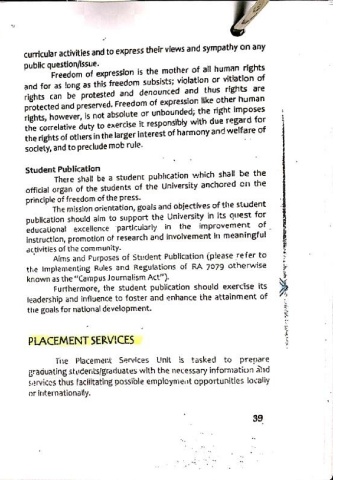 curricular activities and to express their views and sympathy on any
public question/issue.
Freedom of expression is the mother of all human rights
and for as long as this freedom subsists; violation or vitiation of
rights can be protested and denounced and thus rights are
protected and preserved. Freedom of expression like other human
rights, however, is not absolute or unbounded; the right imposes
the correlative duty to exercise it responsibly with due regard for
the rights of others in the larger interest of harmony and welfare of
society, and to preclude mob rule.
Student Publication
There shall be a student publication which shall be the
official organ of the students of the University anchored on the
principle of freedom of the press.
The mission orientation, goals and objectives of the student
publication should aim to support the University in its quest for
educational excellence particularly in the improvement of
instruction, promotion of research and involvement in meaningful
activities of the community.
Aims and Purposes of Student Publication (please refer to
the Implementing Rules and Regulations of RA 7079 otherwise
known as the "Campus Journalism Act").
Furthermore, the student publication should exercise its
leadership and influence to foster and enhance the attainment of
the goals for national development.
PLACEMENT SERVICES
The Placement Services Unit is tasked to prepare
graduating students/graduates with the necessary information and
services thus facilitating possible employment opportunities locally
or internationally.
39